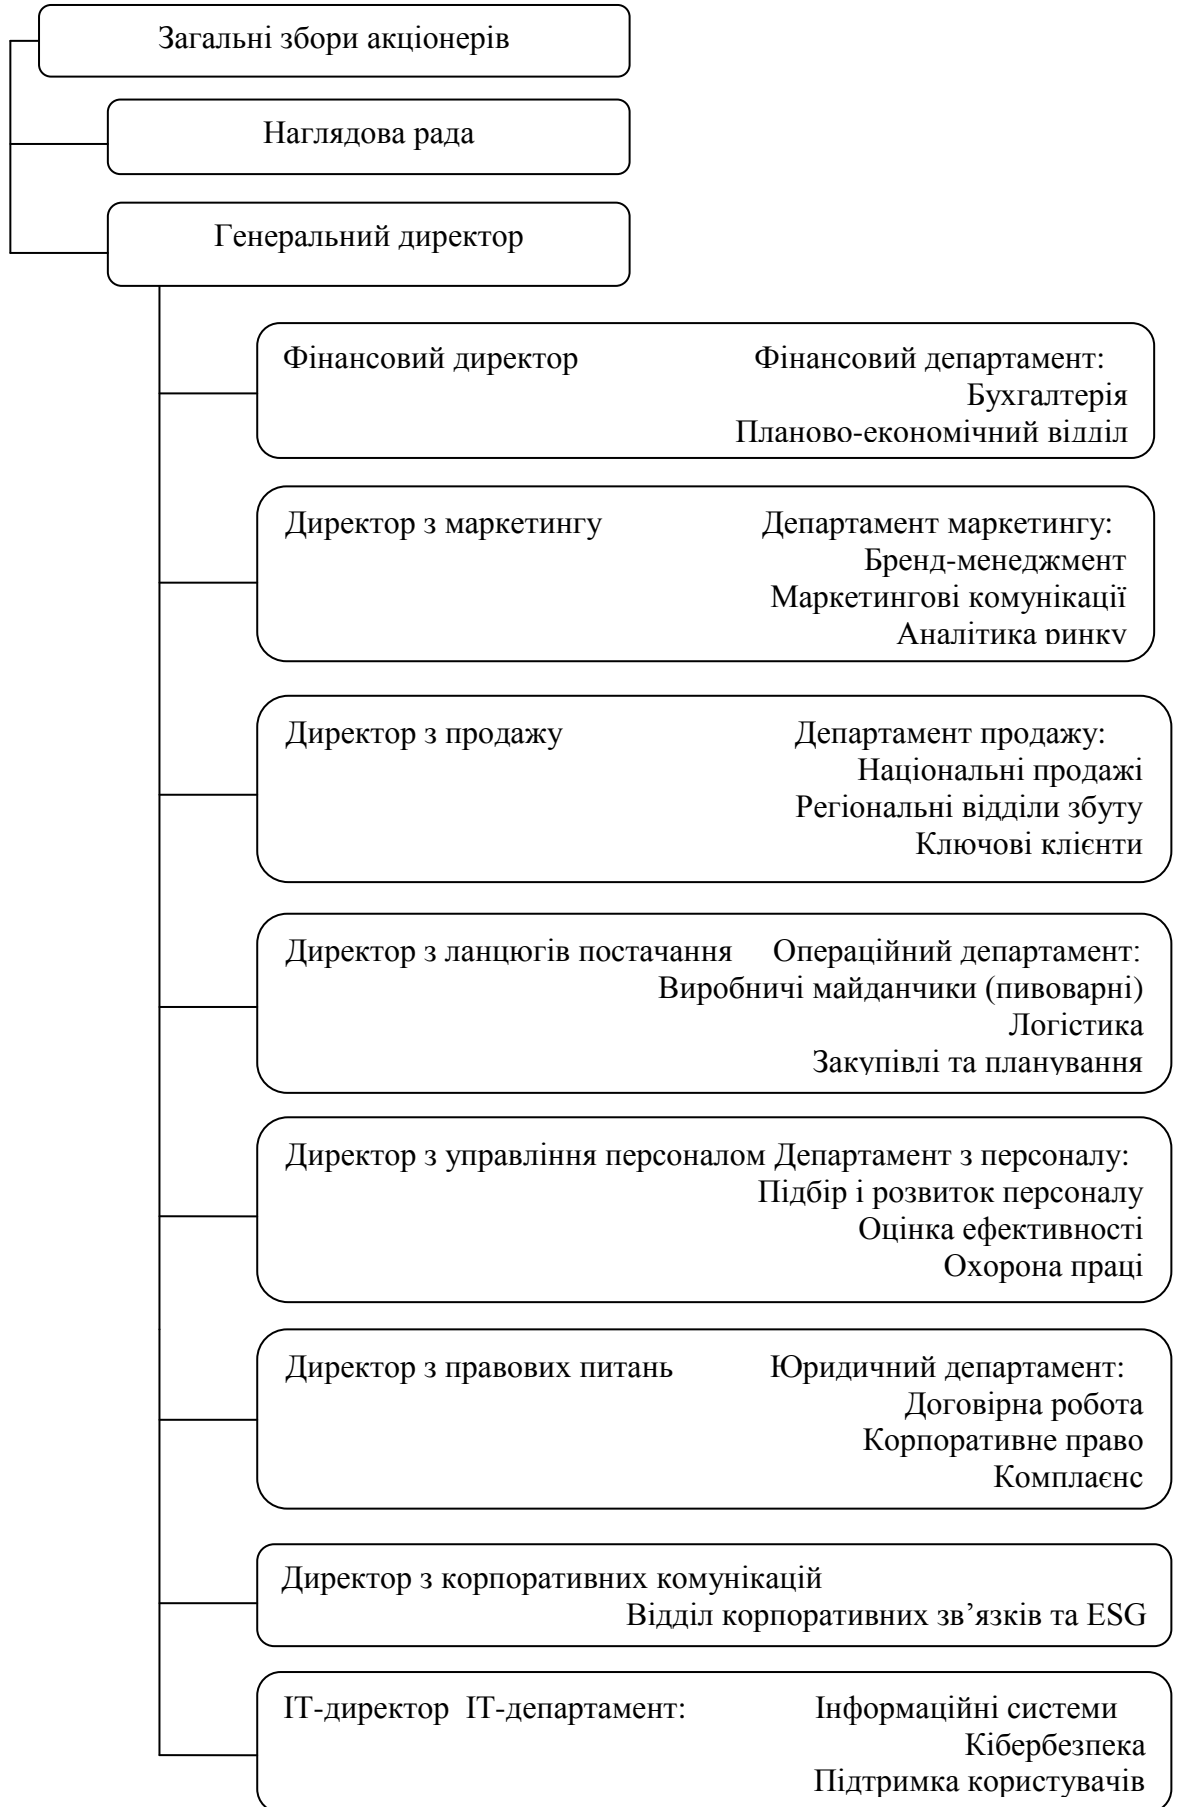 Загальні збори акціонерів
Наглядова рада
Генеральний директор
Фінансовий директор Фінансовий департамент:
Бухгалтерія
Планово-економічний відділ
Директор з маркетингу Департамент маркетингу:
Бренд-менеджмент
Маркетингові комунікації
Аналітика ринку
Директор з продажу Департамент продажу:
Національні продажі
Регіональні відділи збуту
Ключові клієнти
Директор з ланцюгів постачання Операційний департамент:
Виробничі майданчики (пивоварні)
Логістика
Закупівлі та планування
Директор з управління персоналом Департамент з персоналу:
Підбір і розвиток персоналу
Оцінка ефективності
Охорона праці
Директор з правових питань Юридичний департамент:
Договірна робота
Корпоративне право
Комплаєнс
Директор з корпоративних комунікацій
Відділ корпоративних зв’язків та ESG
ІТ-директор ІТ-департамент: Інформаційні системи
Кібербезпека
Підтримка користувачів